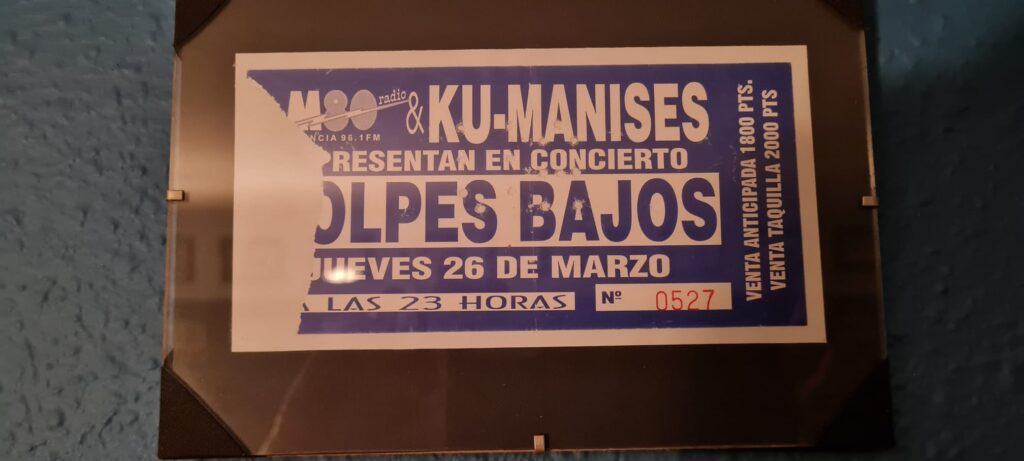 M80 radio & KU-MANISES
NCIA 96.1 FM
PRESENTAN EN CONCIERTO
OLPES BAJOS
JUEVES 26 DE MARZO
A LAS 23 HORAS
Nº 0527
VENTA ANTICIPADA 1800 PTS.
VENTA TAQUILLA 2000 PTS